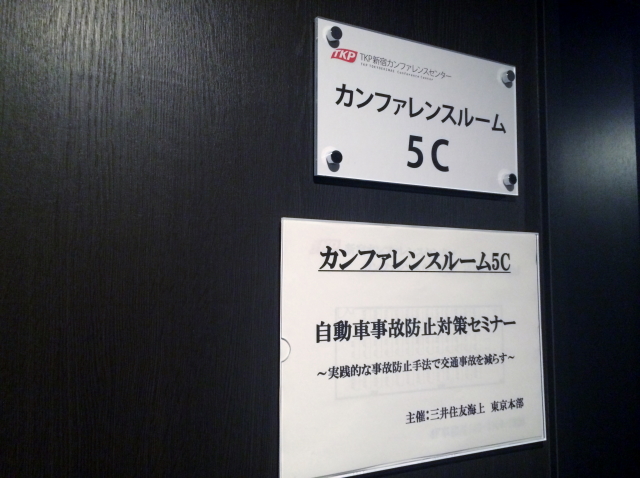 TKP TKP新宿カンファレンスセンター
カンファレンスルーム
5C
カンファレンスルーム5C
自動車事故防止対策セミナー
～実践的な事故防止手法で交通事故を減らす～
主催:三井住友海上 東京本部